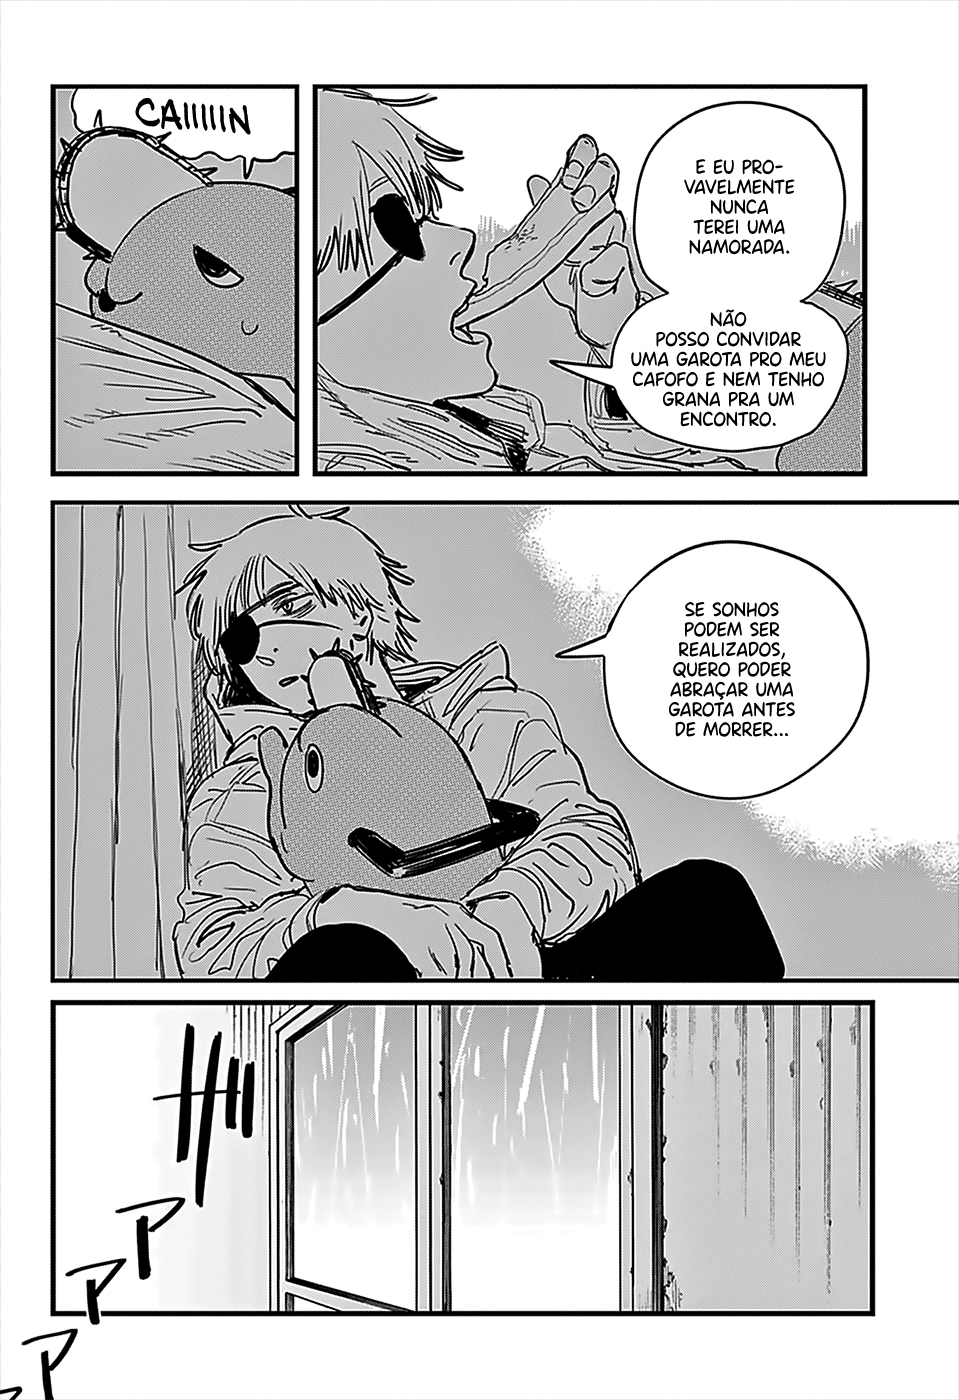 CAIIIIIN
E EU PRO-
VAVELMENTE
NUNCA
TEREI UMA
NAMORADA.
NÃO
POSSO CONVIDAR
UMA GAROTA PRO MEU
CAFOFO E NEM TENHO
GRANA PRA UM
ENCONTRO.
SE SONHOS
PODEM SER
REALIZADOS,
QUERO PODER
ABRAÇAR UMA
GAROTA ANTES
DE MORRER...